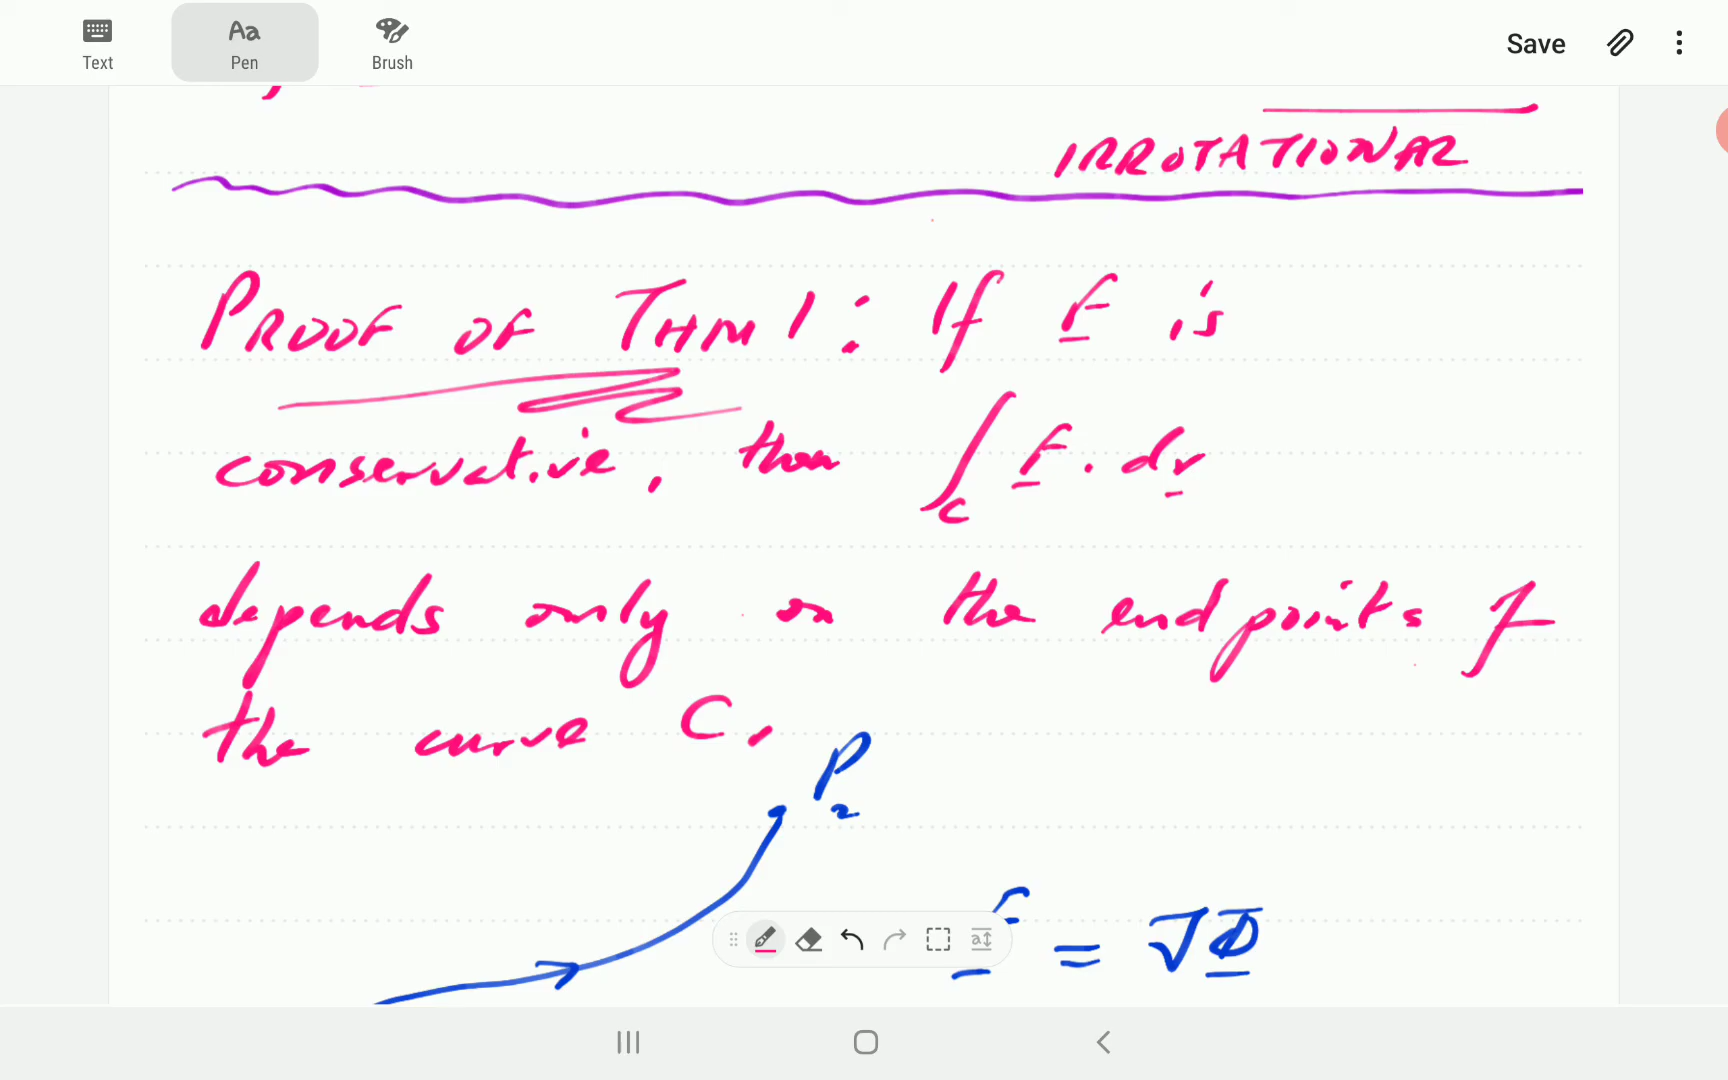 Text
Aa
Pen
Brush
Save
IRROTATIONAL
PROOF OF THM 1: If F is
conservative, then ∫_C F · dr
depends only on the endpoints of
the curve C.
P₂
F = ∇Φ